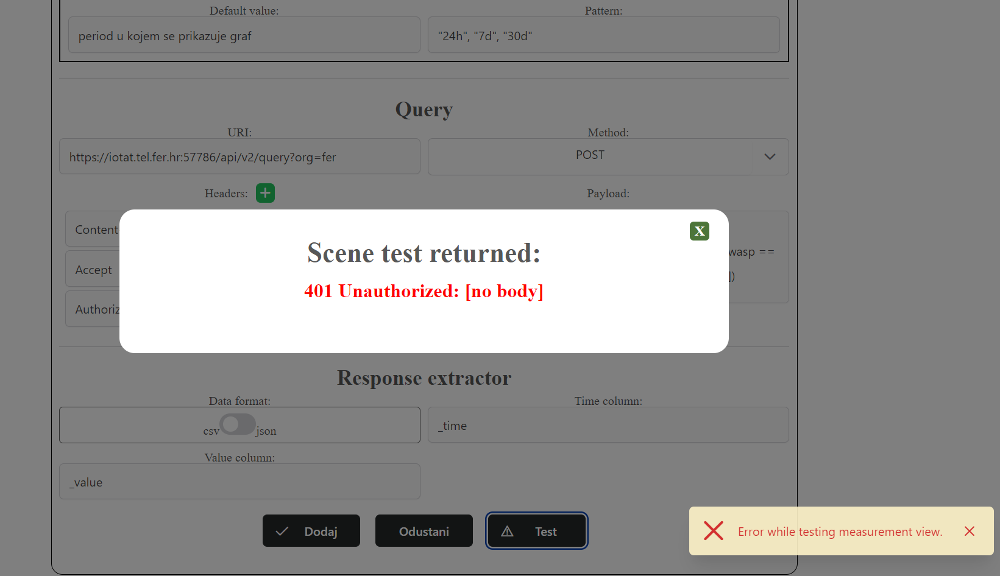 Default value:
Pattern:
period u kojem se prikazuje graf
"24h", "7d", "30d"
Query
URI:
Method:
https://iotat.tel.fer.hr:57786/api/v2/query?org=fer
POST
Headers:
Payload:
Content
Accept
Authoriz
wasp ==
])
X
Scene test returned:
401 Unauthorized: [no body]
Response extractor
Data format:
Time column:
csv json
_time
Value column:
_value
Dodaj
Odustani
Test
Error while testing measurement view.